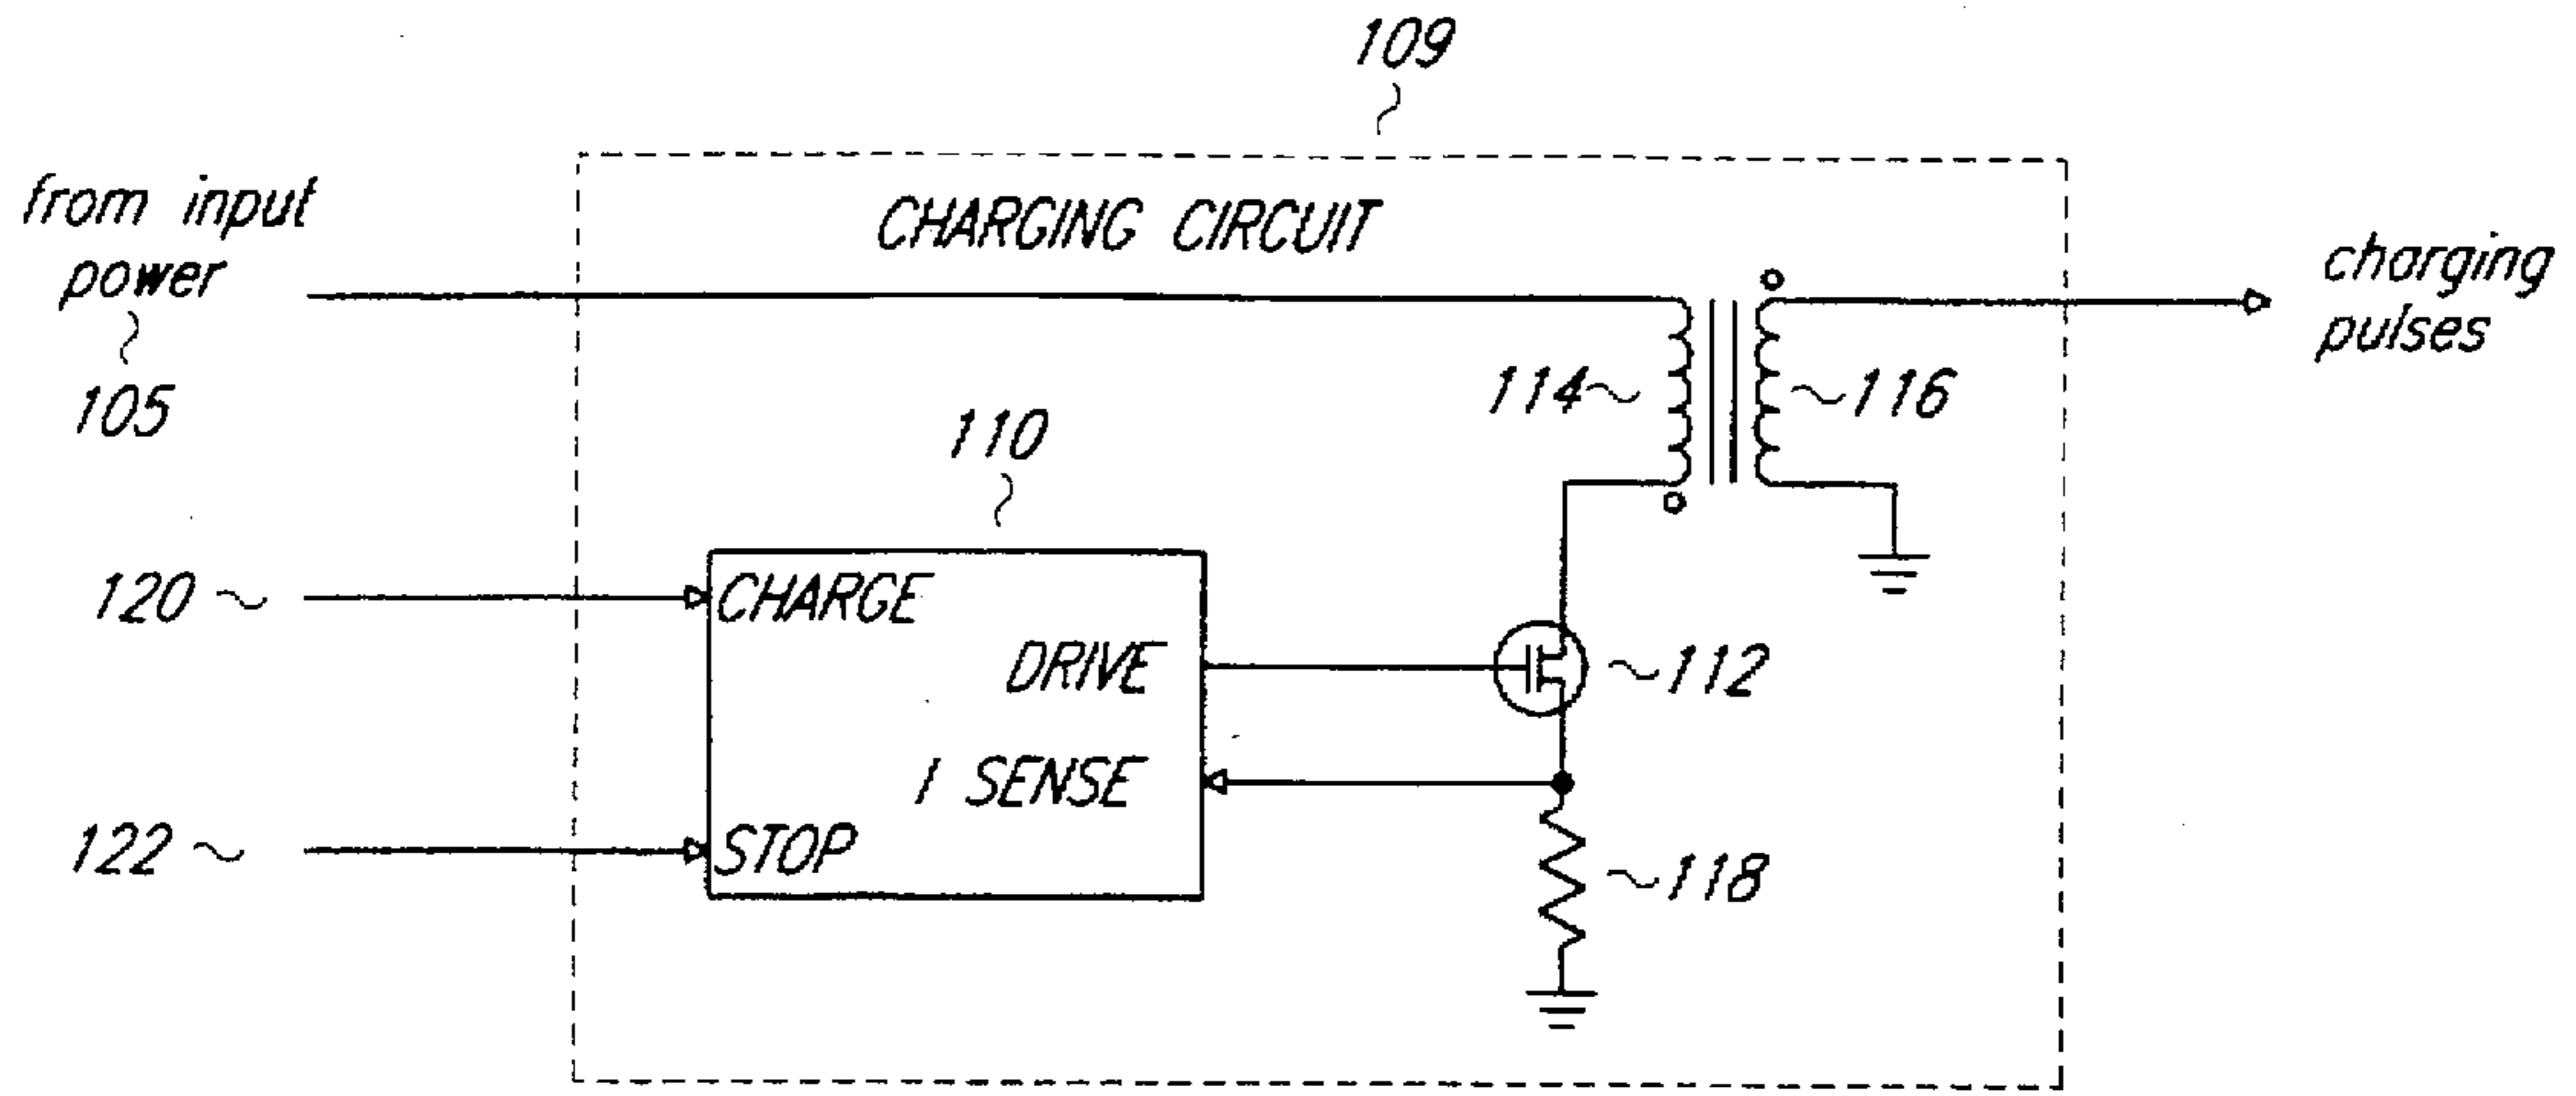 109
from input
power
105
CHARGING CIRCUIT
charging
pulses
114
116
110
120
CHARGE
DRIVE
112
I SENSE
122
STOP
118